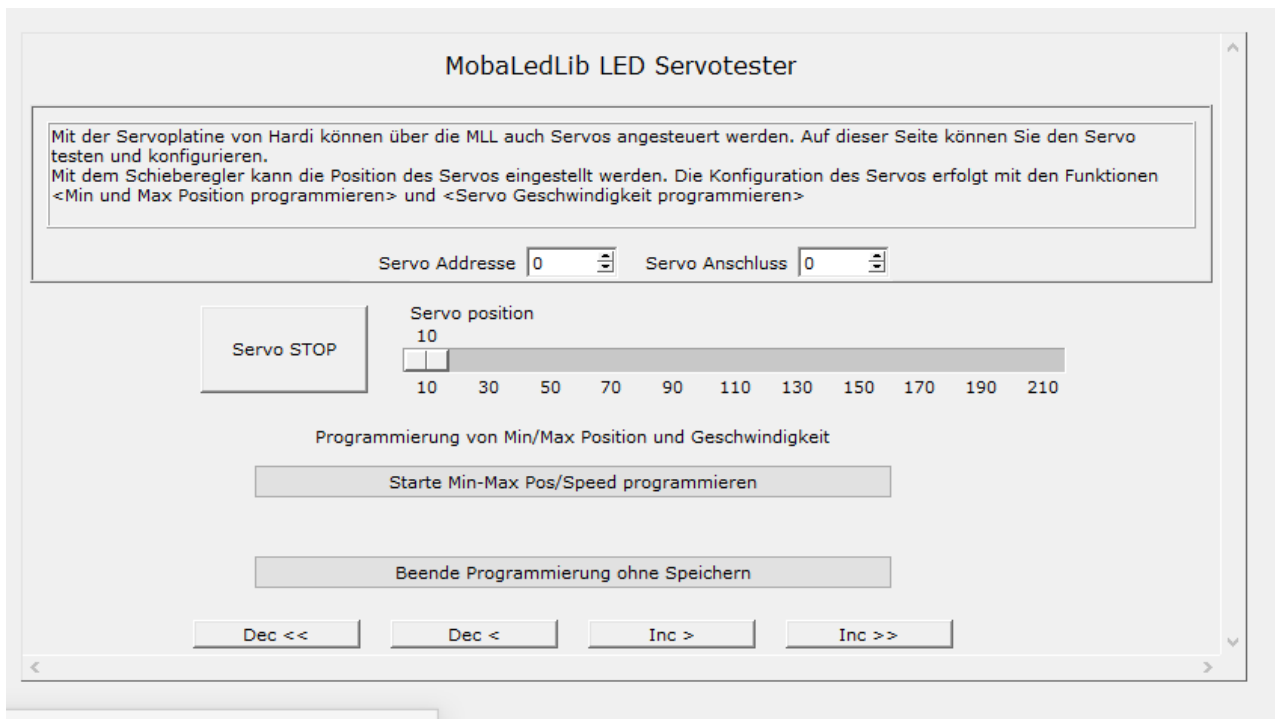 MobaLedLib LED Servotester
Mit der Servoplatine von Hardi können über die MLL auch Servos angesteuert werden. Auf dieser Seite können Sie den Servo
testen und konfigurieren.
Mit dem Schieberegler kann die Position des Servos eingestellt werden. Die Konfiguration des Servos erfolgt mit den Funktionen
<Min und Max Position programmieren> und <Servo Geschwindigkeit programmieren>
Servo Addresse 0 Servo Anschluss 0
Servo STOP
Servo position
10
10 30 50 70 90 110 130 150 170 190 210
Programmierung von Min/Max Position und Geschwindigkeit
Starte Min-Max Pos/Speed programmieren
Beende Programmierung ohne Speichern
Dec << Dec < Inc > Inc >>